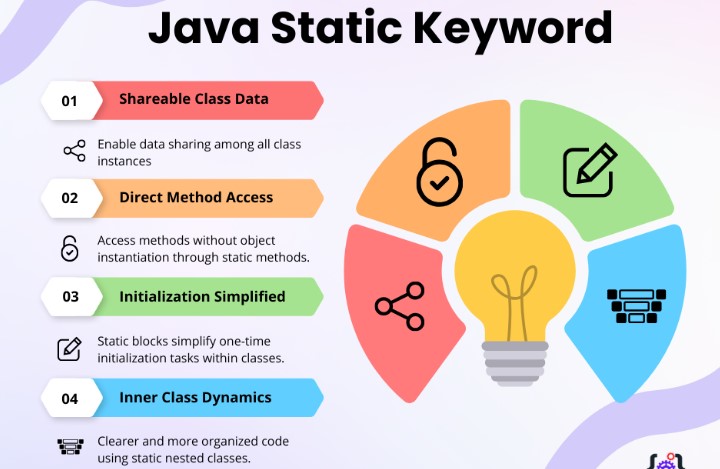 Java Static Keyword
01
Shareable Class Data
Enable data sharing among all class
instances
02
Direct Method Access
Access methods without object
instantiation through static methods.
03
Initialization Simplified
Static blocks simplify one-time
initialization tasks within classes.
04
Inner Class Dynamics
Clearer and more organized code
using static nested classes.